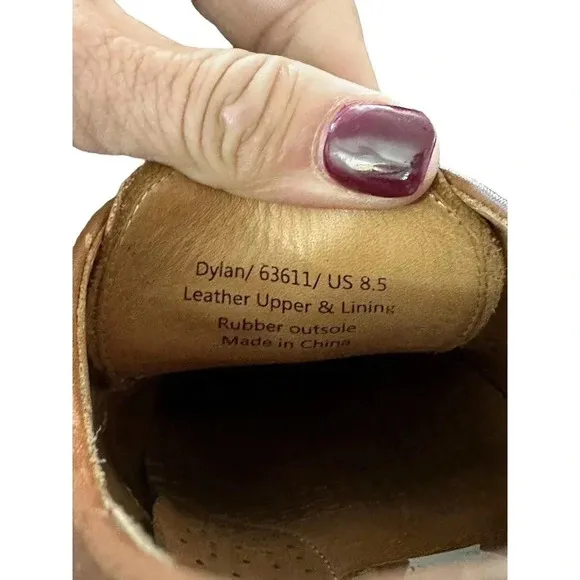 Dylan/ 63611/ US 8.5
Leather Upper & Lining
Rubber outsole
Made in China